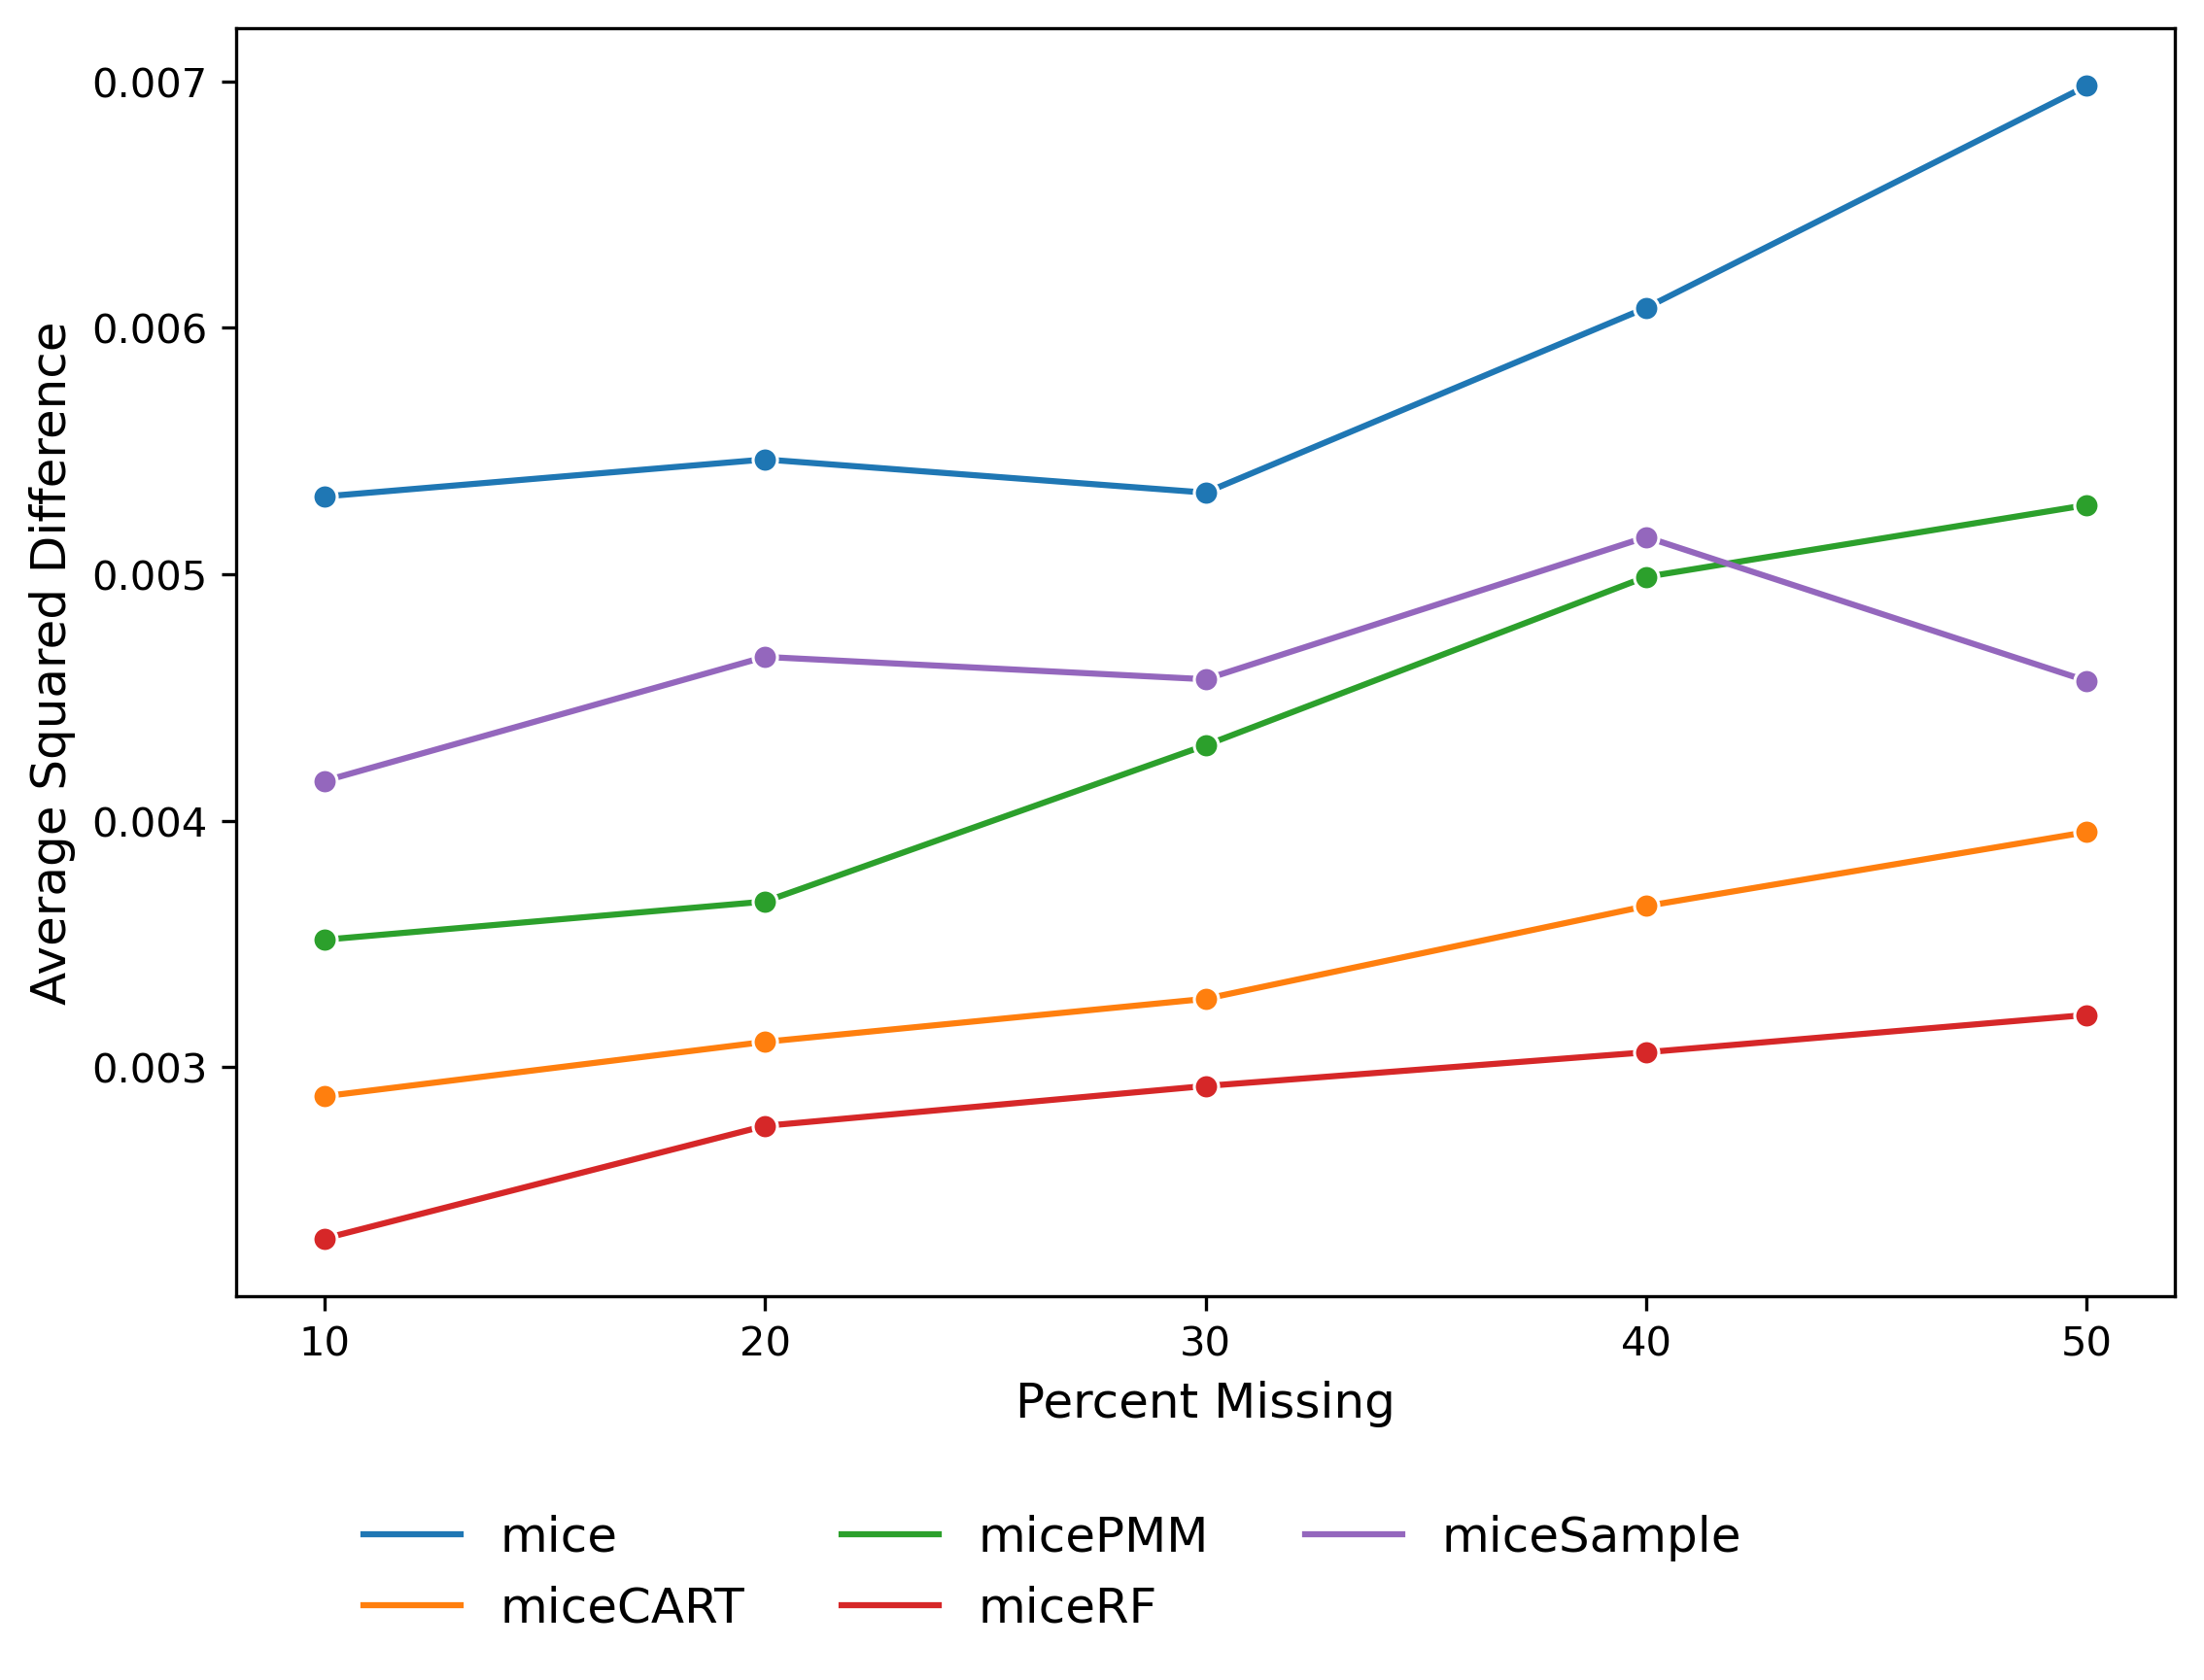 0.007
0.006
0.005
0.004
0.003
Average Squared Difference
10 20 30 40 50
Percent Missing
mice micePMM miceSample
miceCART miceRF